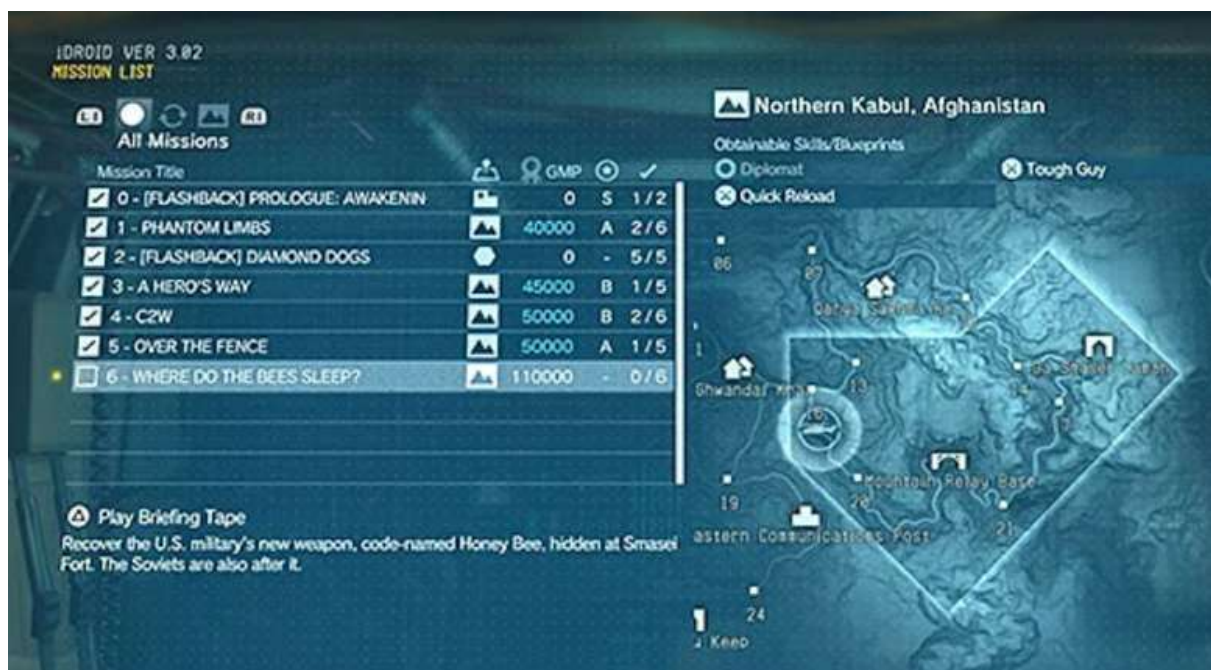 iDROID VER 3.02
MISSION LIST
L1 R1
All Missions
Mission Title GMP
0 - [FLASHBACK] PROLOGUE: AWAKENIN 0 S 1/2
1 - PHANTOM LIMBS 40000 A 2/6
2 - [FLASHBACK] DIAMOND DOGS 0 - 5/5
3 - A HERO'S WAY 45000 B 1/5
4 - C2W 50000 B 2/6
5 - OVER THE FENCE 50000 A 1/5
6 - WHERE DO THE BEES SLEEP? 110000 - 0/6
Play Briefing Tape
Recover the U.S. military's new weapon, code-named Honey Bee, hidden at Smasei
Fort. The Soviets are also after it.
Northern Kabul, Afghanistan
Obtainable Skills/Blueprints
Diplomat Tough Guy
Quick Reload
06
07
13
14
16
Mountain Relay Base
19
20
21
astern Communications Post
24
Keep